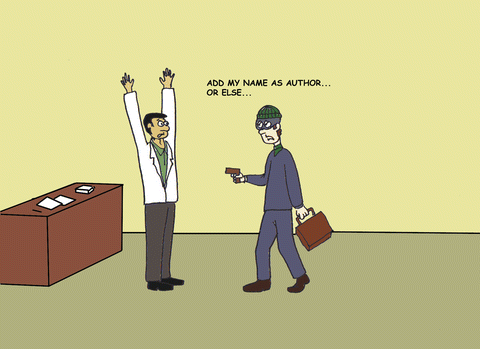 ADD MY NAME AS AUTHOR...
OR ELSE...